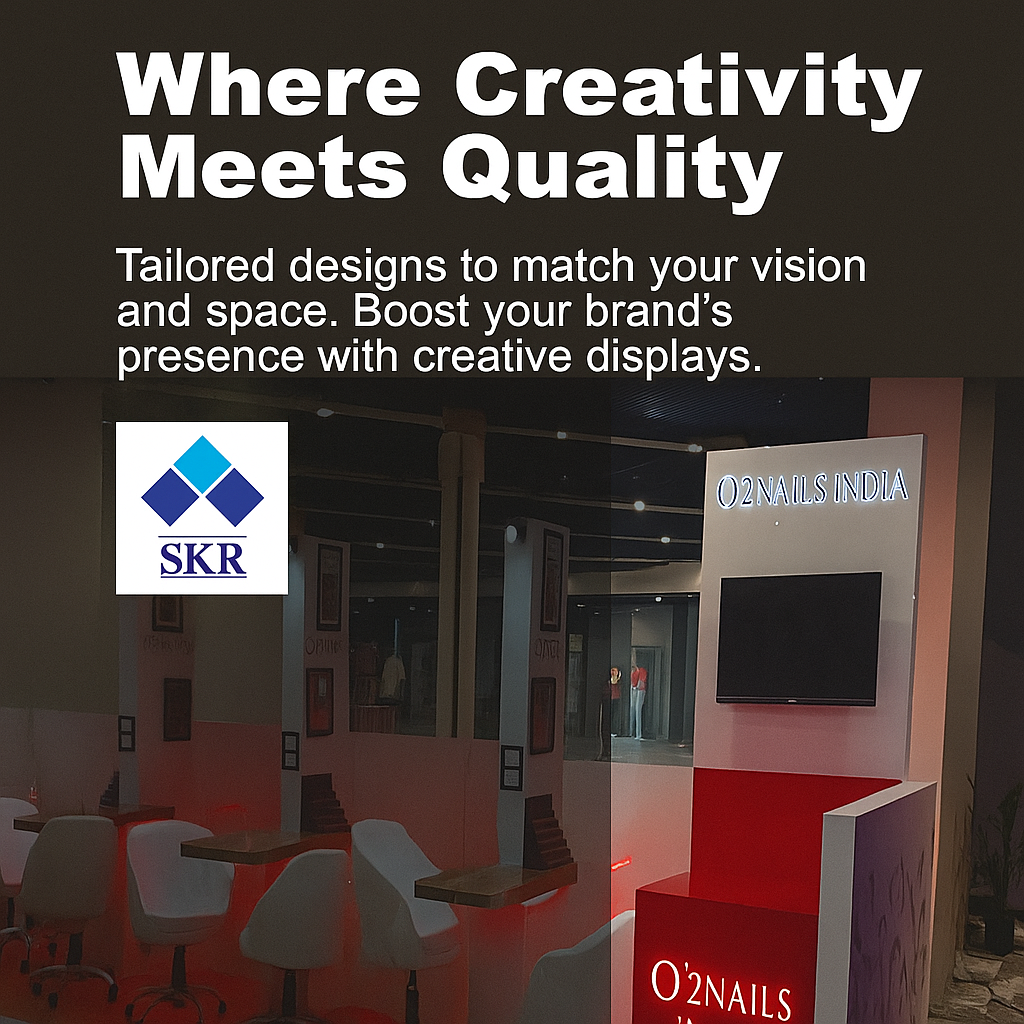 Where Creativity
Meets Quality
Tailored designs to match your vision
and space. Boost your brand’s
presence with creative displays.
SKR
O2NAILS INDIA
O'2NAILS